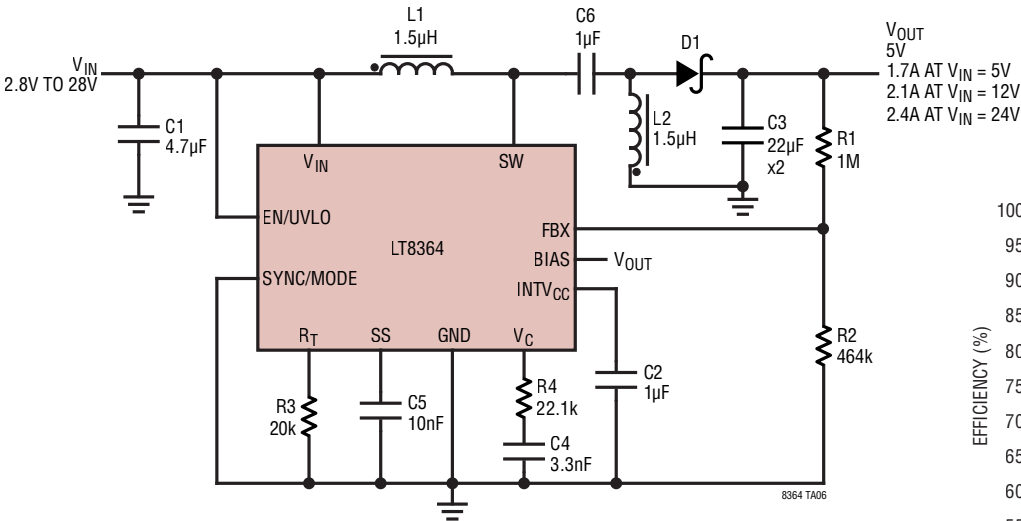 L1
1.5µH
C6
1µF
D1
VIN
2.8V TO 28V
VOUT
5V
1.7A AT VIN = 5V
2.1A AT VIN = 12V
2.4A AT VIN = 24V
C1
4.7µF
L2
1.5µH
C3
22µF
x2
R1
1M
VIN
SW
EN/UVLO
FBX
LT8364
BIAS
VOUT
SYNC/MODE
INTVCC
RT
SS
GND
VC
R2
464k
C2
1µF
R3
20k
C5
10nF
R4
22.1k
C4
3.3nF
8364 TA06
EFFICIENCY (%)
100
95
90
85
80
75
70
65
60